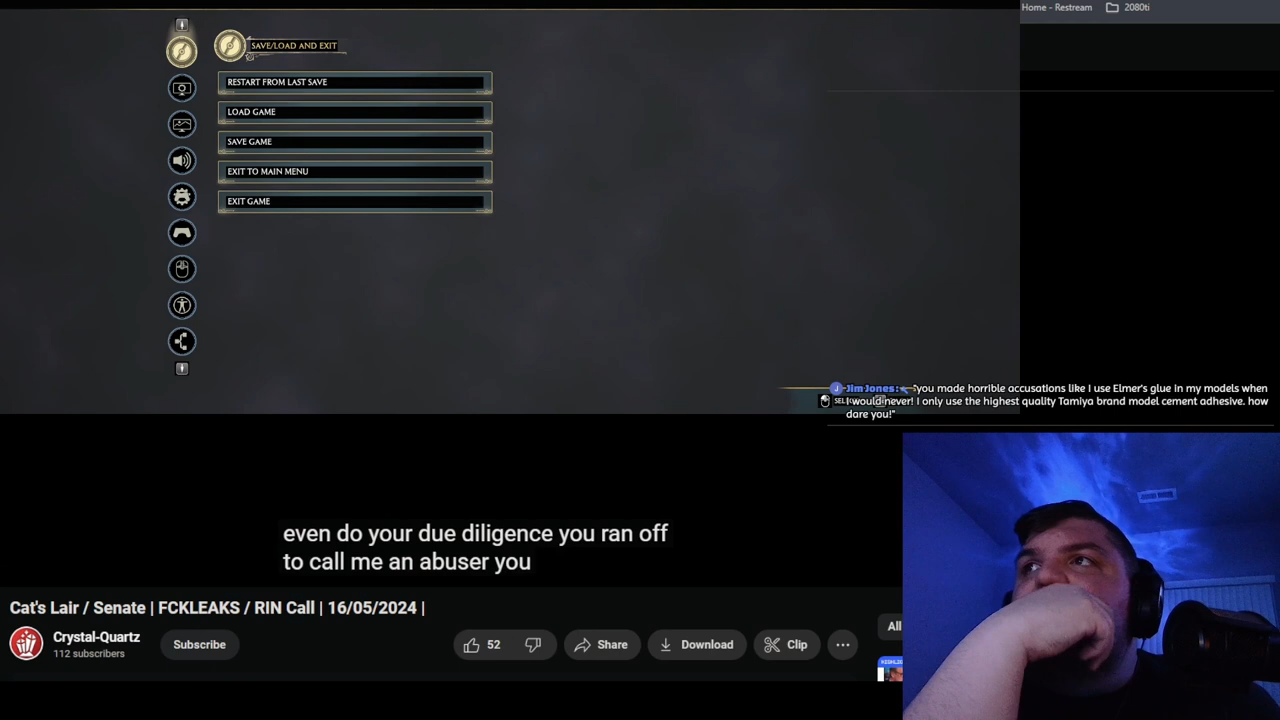 Home - Restream
2080ti
SAVE/LOAD AND EXIT
RESTART FROM LAST SAVE
LOAD GAME
SAVE GAME
EXIT TO MAIN MENU
EXIT GAME
Jim Jones: "you made horrible accusations like I use Elmer's glue in my models when
I would never! I only use the highest quality Tamiya brand model cement adhesive. how
dare you!"
even do your due diligence you ran off
to call me an abuser you
Cat's Lair / Senate | FCKLEAKS / RIN Call | 16/05/2024 |
Crystal-Quartz
112 subscribers
Subscribe
52
Share
Download
Clip
All